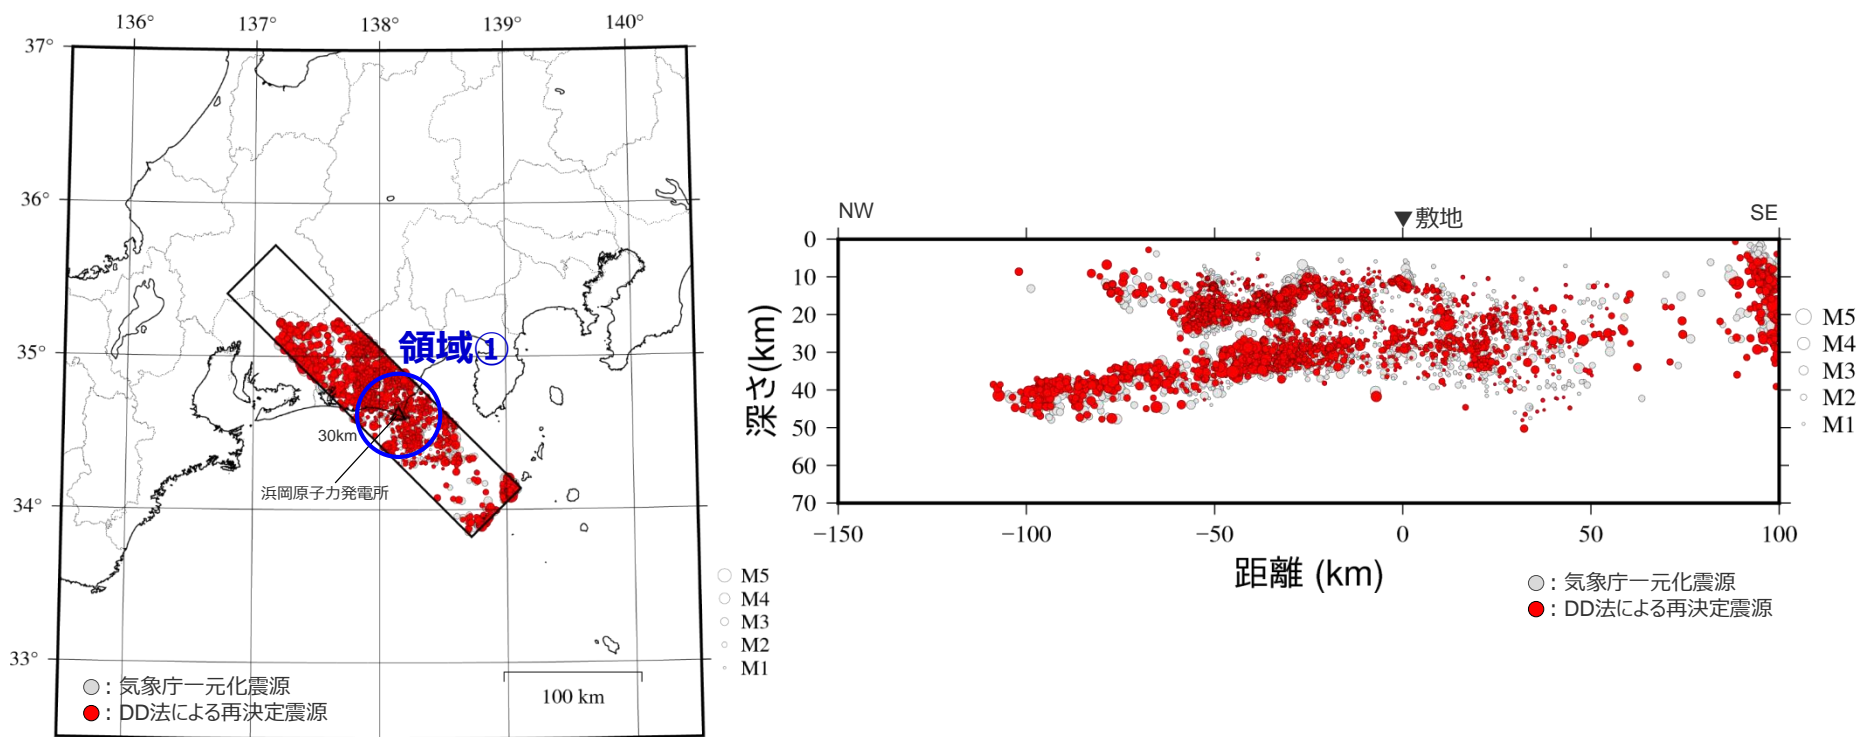 136° 137° 138° 139° 140°
37°
36°
35°
34°
33°
領域①
30km
浜岡原子力発電所
M5
M4
M3
M2
M1
100 km
○: 気象庁一元化震源
●: DD法による再決定震源
NW ▼敷地 SE
0
10
20
30
40
50
60
70
深さ(km)
−150 −100 −50 0 50 100
距離 (km)
M5
M4
M3
M2
M1
○: 気象庁一元化震源
●: DD法による再決定震源